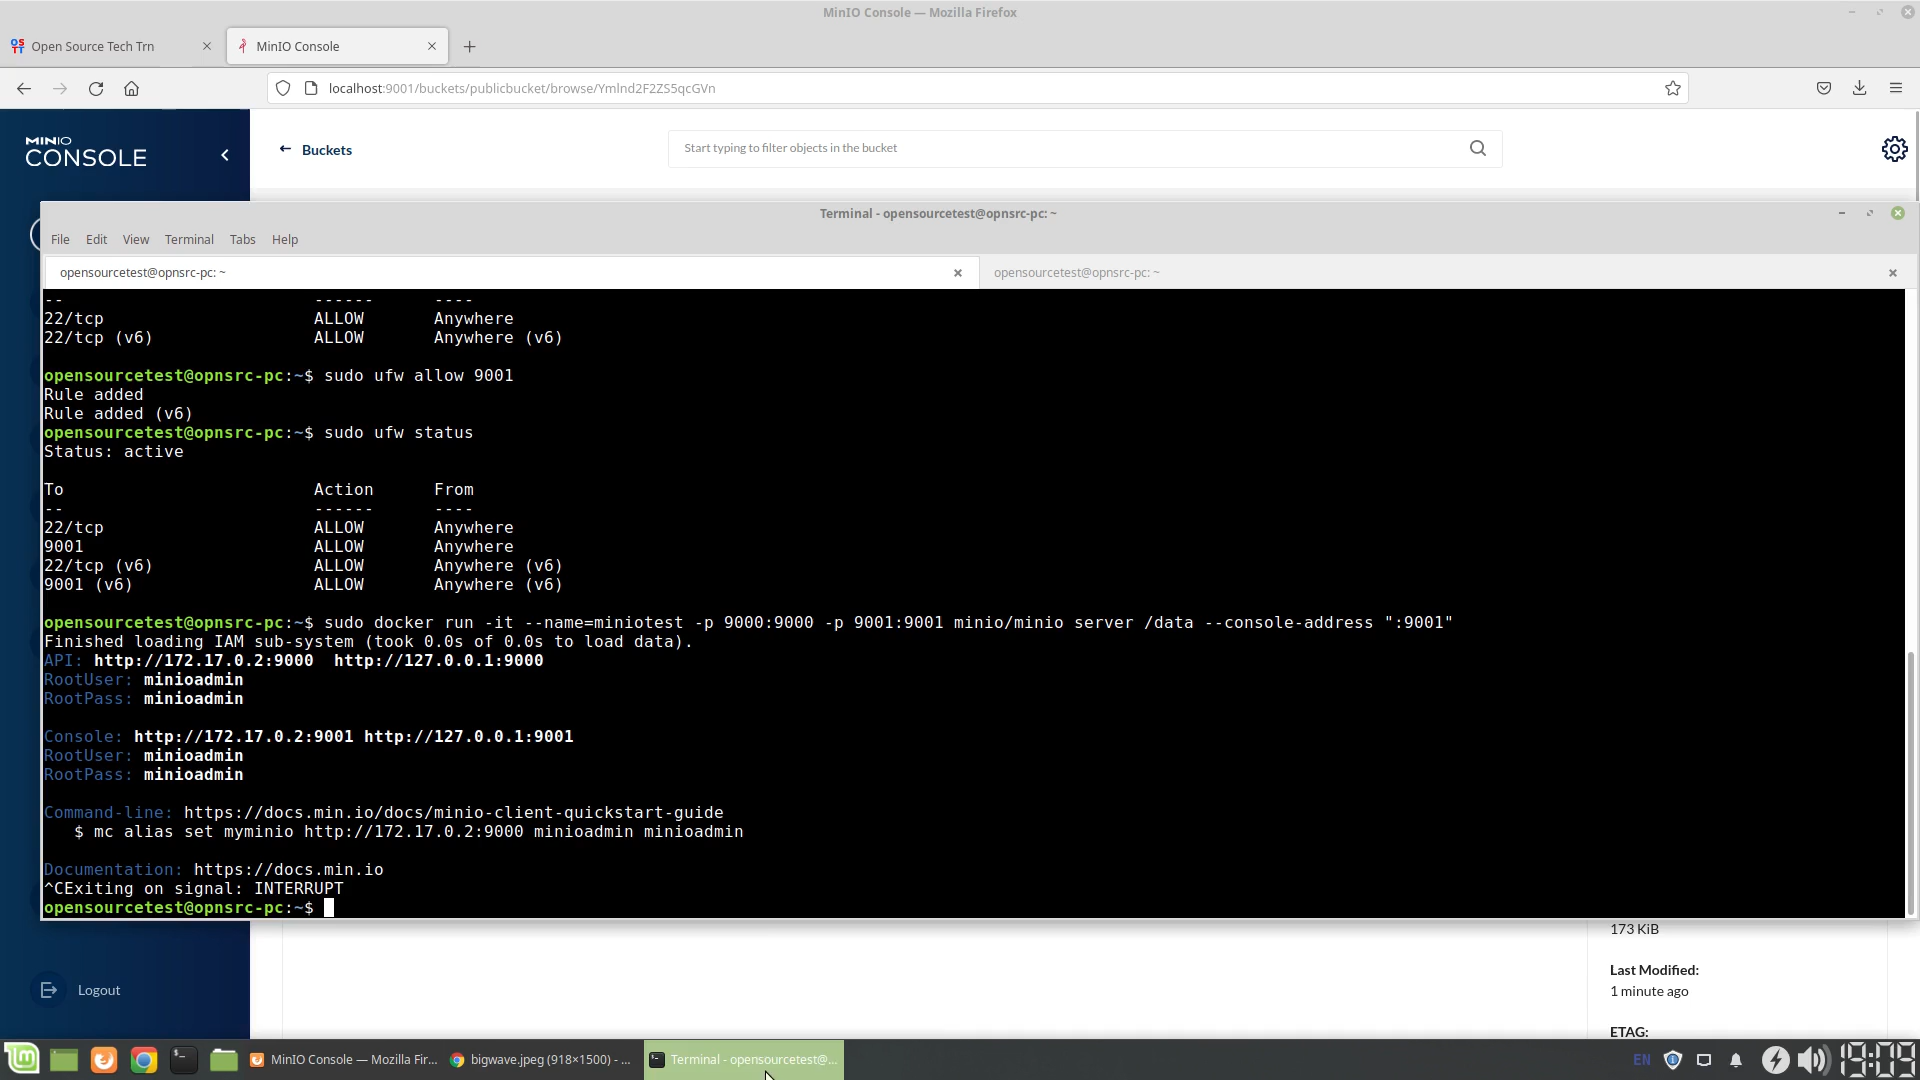 MinIO Console — Mozilla Firefox
Open Source Tech Trn
MinIO Console
localhost:9001/buckets/publicbucket/browse/Ymlnd2F2ZS5qcGVn
MINIO
CONSOLE
Buckets
Start typing to filter objects in the bucket
Terminal - opensourcetest@opnsrc-pc: ~
File Edit View Terminal Tabs Help
opensourcetest@opnsrc-pc: ~
opensourcetest@opnsrc-pc: ~
-- ------ ----
22/tcp ALLOW Anywhere
22/tcp (v6) ALLOW Anywhere (v6)
opensourcetest@opnsrc-pc:~$ sudo ufw allow 9001
Rule added
Rule added (v6)
opensourcetest@opnsrc-pc:~$ sudo ufw status
Status: active
To Action From
-- ------ ----
22/tcp ALLOW Anywhere
9001 ALLOW Anywhere
22/tcp (v6) ALLOW Anywhere (v6)
9001 (v6) ALLOW Anywhere (v6)
opensourcetest@opnsrc-pc:~$ sudo docker run -it --name=miniotest -p 9000:9000 -p 9001:9001 minio/minio server /data --console-address ":9001"
Finished loading IAM sub-system (took 0.0s of 0.0s to load data).
API: http://172.17.0.2:9000 http://127.0.0.1:9000
RootUser: minioadmin
RootPass: minioadmin
Console: http://172.17.0.2:9001 http://127.0.0.1:9001
RootUser: minioadmin
RootPass: minioadmin
Command-line: https://docs.min.io/docs/minio-client-quickstart-guide
$ mc alias set myminio http://172.17.0.2:9000 minioadmin minioadmin
Documentation: https://docs.min.io
^CExiting on signal: INTERRUPT
opensourcetest@opnsrc-pc:~$
173 KiB
Last Modified:
1 minute ago
ETAG:
Logout
MinIO Console — Mozilla Fir...
bigwave.jpeg (918×1500) - ...
Terminal - opensourcetest@...
EN
19:09